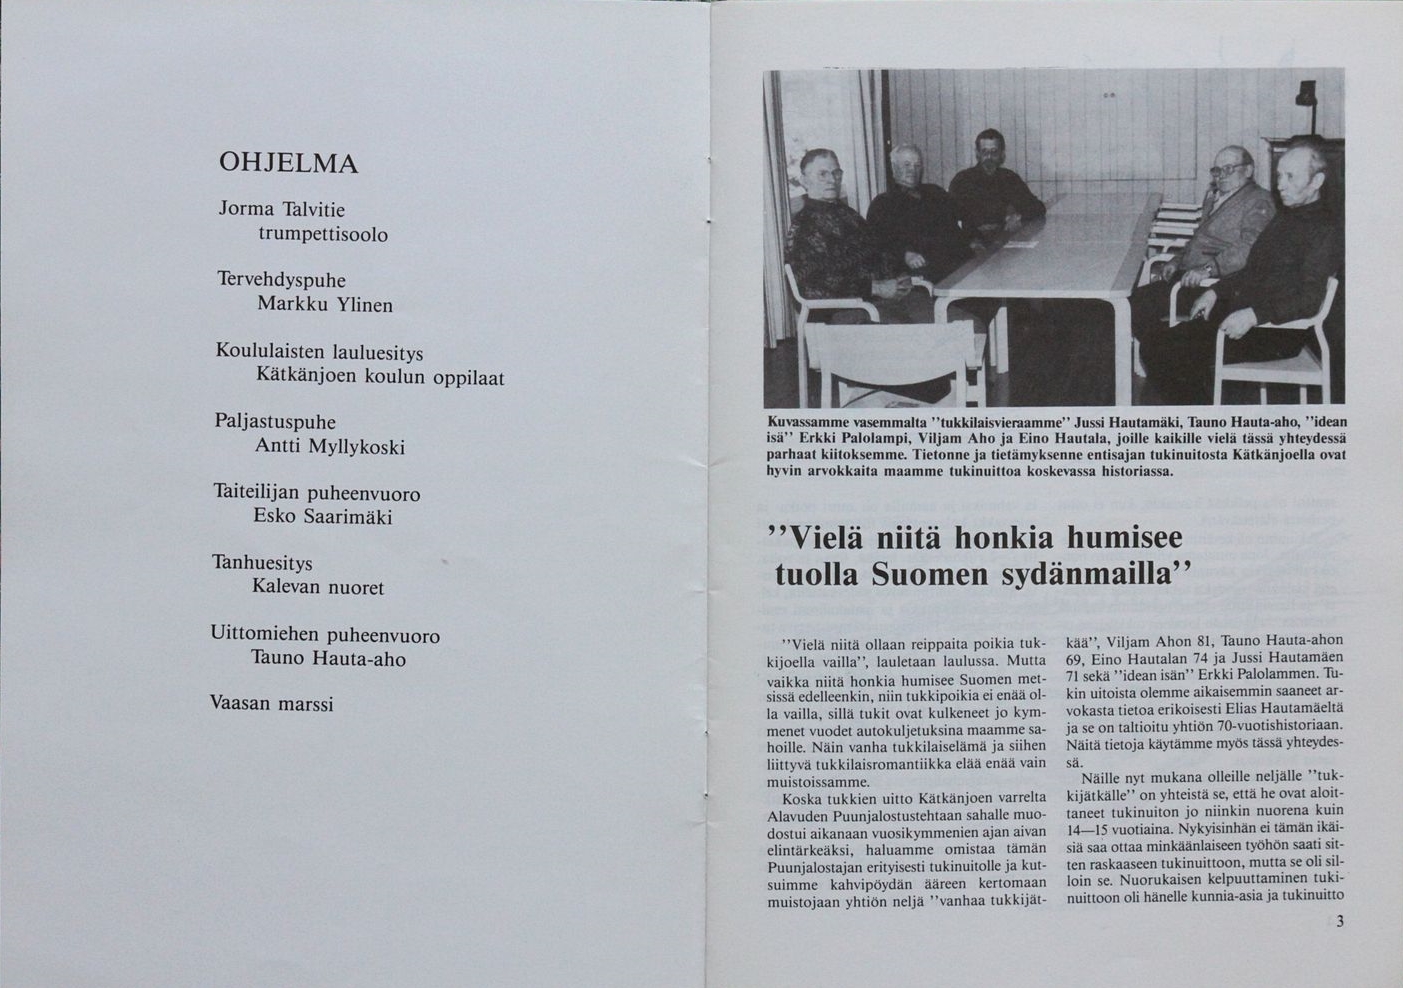 OHJELMA
Jorma Talvitie
trumpettisoolo
Tervehdyspuhe
Markku Ylinen
Koululaisten lauluesitys
Kätkänjoen koulun oppilaat
Paljastuspuhe
Antti Myllykoski
Taiteilijan puheenvuoro
Esko Saarimäki
Tanhuesitys
Kalevan nuoret
Uittomiehen puheenvuoro
Tauno Hauta-aho
Vaasan marssi
Kuvassamme vasemmalta ''tukkilaisvieraamme'' Jussi Hautamäki, Tauno Hauta-aho, ''idean
isä'' Erkki Palolampi, Viljam Aho ja Eino Hautala, joille kaikille vielä tässä yhteydessä
parhaat kiitoksemme. Tietonne ja tietämyksenne entisajan tukinuitosta Kätkänjoella ovat
hyvin arvokkaita maamme tukinuittoa koskevassa historiassa.
''Vielä niitä honkia humisee
tuolla Suomen sydänmailla''
''Vielä niitä ollaan reippaita poikia tuk-
kijoella vailla'', lauletaan laulussa. Mutta
vaikka niitä honkia humisee Suomen met-
sissä edelleenkin, niin tukkipoikia ei enää ol-
la vailla, sillä tukit ovat kulkeneet jo kym-
menet vuodet autokuljetuksina maamme sa-
hoille. Näin vanha tukkilaiselämä ja siihen
liittyvä tukkilaisromantiikka elää enää vain
muistoissamme.
Koska tukkien uitto Kätkänjoen varrelta
Alavuden Puunjalostustehtaan sahalle muo-
dostui aikanaan vuosikymmenien ajan aivan
elintärkeäksi, haluamme omistaa tämän
Puunjalostajan erityisesti tukinuitolle ja kut-
suimme kahvipöydän ääreen kertomaan
muistojaan yhtiön neljä ''vanhaa tukkijät-
kää'', Viljam Ahon 81, Tauno Hauta-ahon
69, Eino Hautalan 74 ja Jussi Hautamäen
71 sekä ''idean isän'' Erkki Palolammen. Tu-
kin uitoista olemme aikaisemmin saaneet ar-
vokasta tietoa erikoisesti Elias Hautamäeltä
ja se on taltioitu yhtiön 70-vuotishistoriaan.
Näitä tietoja käytämme myös tässä yhteydes-
sä.
Näille nyt mukana olleille neljälle ''tuk-
kijätkälle'' on yhteistä se, että he ovat aloit-
taneet tukinuiton jo niinkin nuorena kuin
14—15 vuotiaina. Nykyisinhän ei tämän ikäi-
siä saa ottaa minkäänlaiseen työhön saati sit-
ten raskaaseen tukinuittoon, mutta se oli sil-
loin se. Nuorukaisen kelpuuttaminen tuki-
nuittoon oli hänelle kunnia-asia ja tukinuitto
3